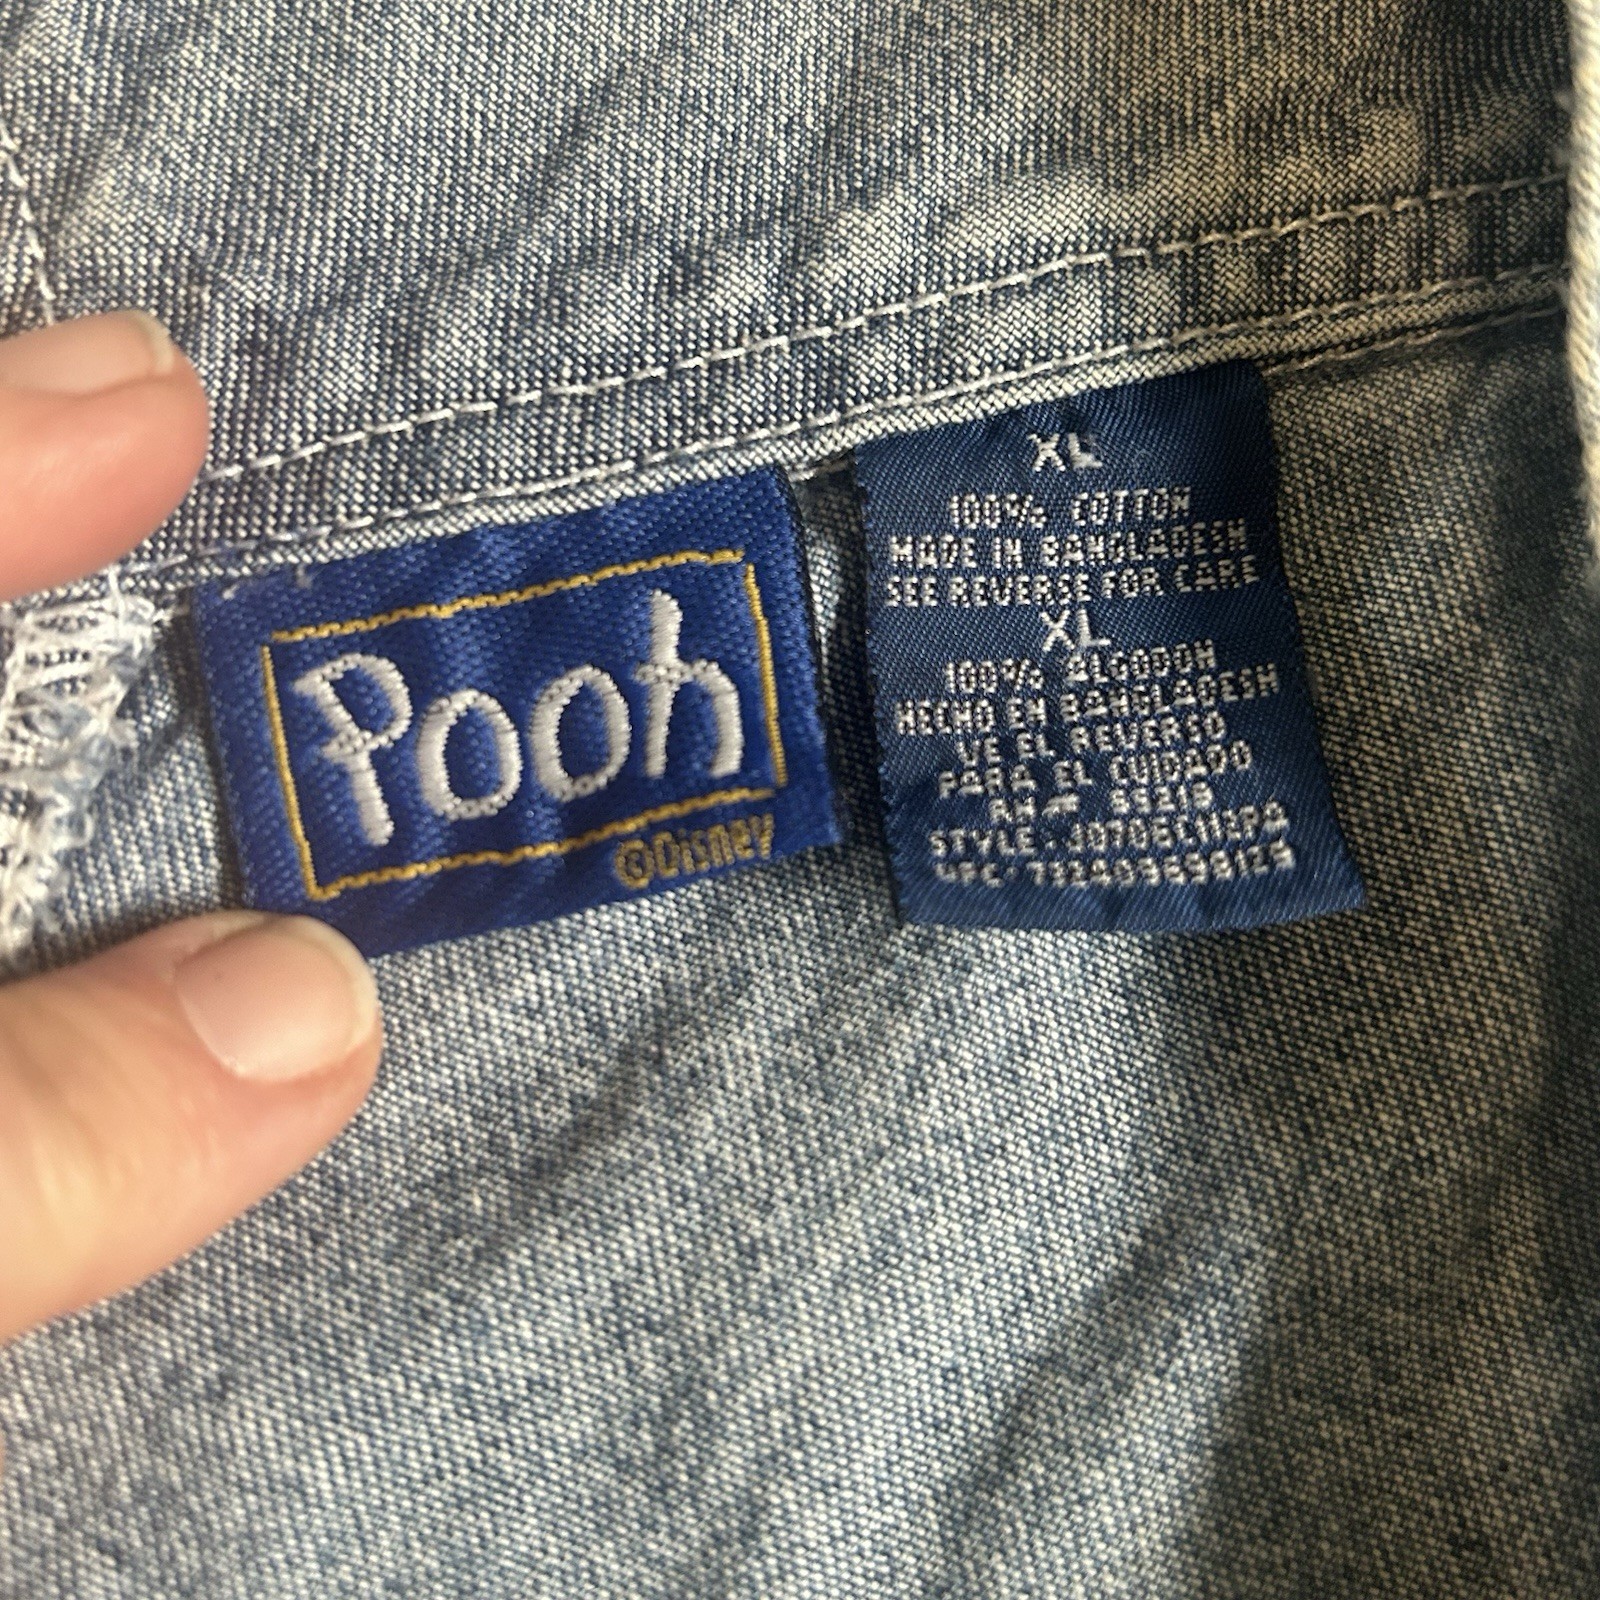 Pooh
©Disney
XL
100% COTTON
MADE IN BANGLADESH
SEE REVERSE FOR CARE
XL
100% ALGODON
HECHO EN BANGLADESH
VE EL REVERSO
PARA EL CUIDADO
STYLE